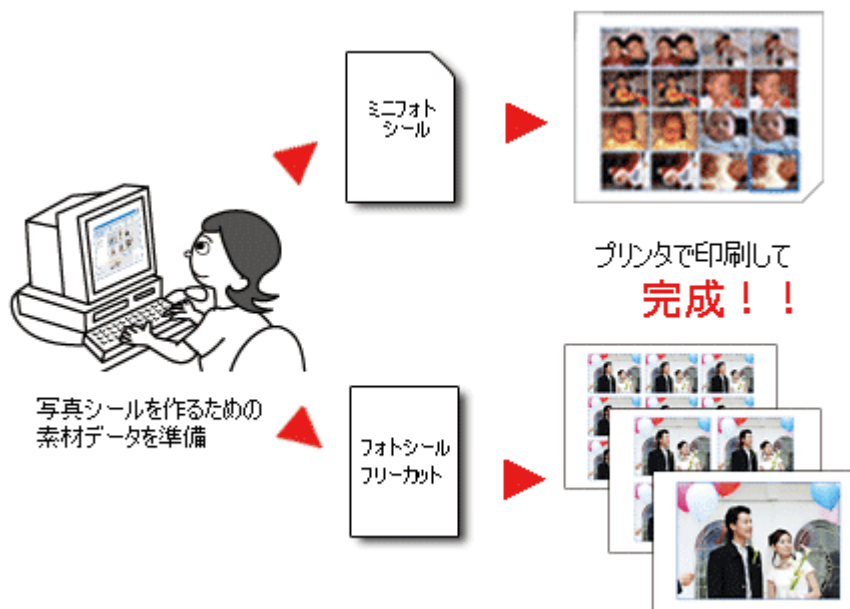 ミニフォト
シール
プリンタで印刷して
完成！！
写真シールを作るための
素材データを準備
フォトシール
フリーカット